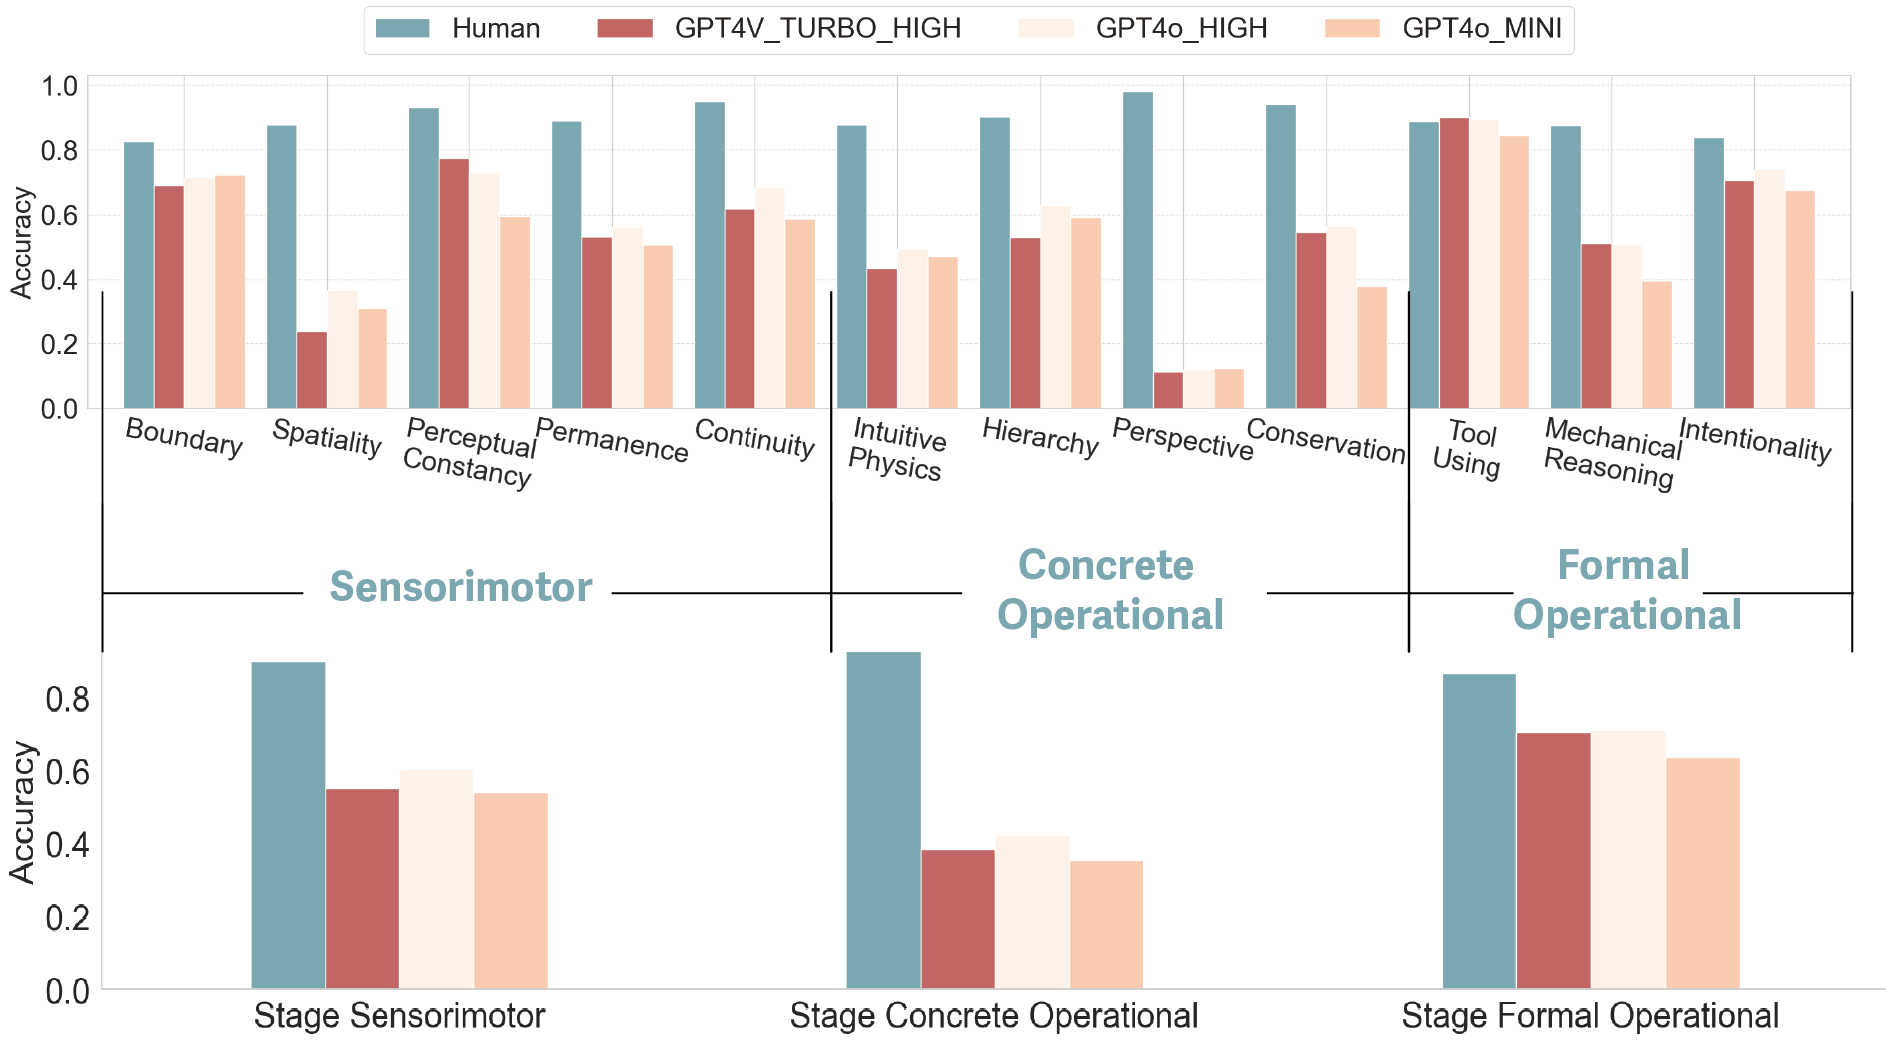 Human GPT4V_TURBO_HIGH GPT4o_HIGH GPT4o_MINI
Accuracy
1.0
0.8
0.6
0.4
0.2
0.0
Boundary
Spatiality
Perceptual
Constancy
Permanence
Continuity
Intuitive
Physics
Hierarchy
Perspective
Conservation
Tool
Using
Mechanical
Reasoning
Intentionality
Sensorimotor
Concrete
Operational
Formal
Operational
Accuracy
0.8
0.6
0.4
0.2
0.0
Stage Sensorimotor
Stage Concrete Operational
Stage Formal Operational